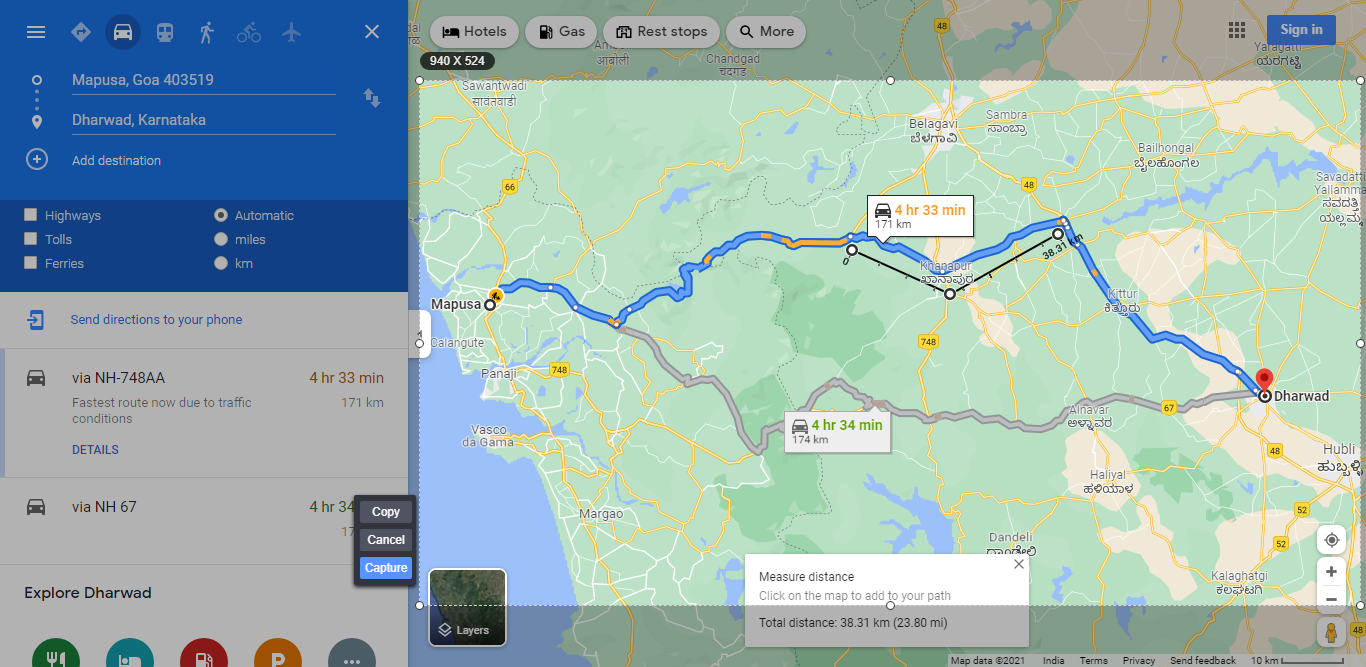 Mapusa, Goa 403519
Dharwad, Karnataka
Add destination
Highways
Automatic
Tolls
miles
Ferries
km
Send directions to your phone
via NH-748AA
4 hr 33 min
Fastest route now due to traffic
conditions
171 km
DETAILS
via NH 67
4 hr 34
17
Explore Dharwad
Copy
Cancel
Capture
Hotels
Gas
Rest stops
More
Sign in
940 X 524
आंबोली
Chandgad
चंदगड
48
Yaragatti
ಯರಗಟ್ಟಿ
Sawantwadi
सावंतवाडी
Belagavi
ಬೆಳಗಾವಿ
Sambra
ಸಾಂಬ್ರಾ
Bailhongal
ಬೈಲಹೊಂಗಲ
Savadatti
Yallamma
ಸವದತ್ತಿ
ಯಲ್ಲಮ್ಮ
66
48
4 hr 33 min
171 km
0
38.31 km
Khanapur
ಖಾನಾಪುರ
Kittur
ಕಿತ್ತೂರು
Mapusa
Calangute
748
748
Panaji
Dharwad
67
Alnavar
ಅಳ್ನಾವರ
4 hr 34 min
174 km
Vasco
da Gama
48
Hubli
ಹುಬ್ಬಳ್ಳಿ
Haliyal
ಹಳಿಯಾಳ
Margao
52
52
Dandeli
ದಾಂಡೇಲಿ
Kalaghatgi
ಕಲಘಟಗಿ
48
Measure distance
Click on the map to add to your path
Total distance: 38.31 km (23.80 mi)
Layers
Map data ©2021
India
Terms
Privacy
Send feedback
10 km